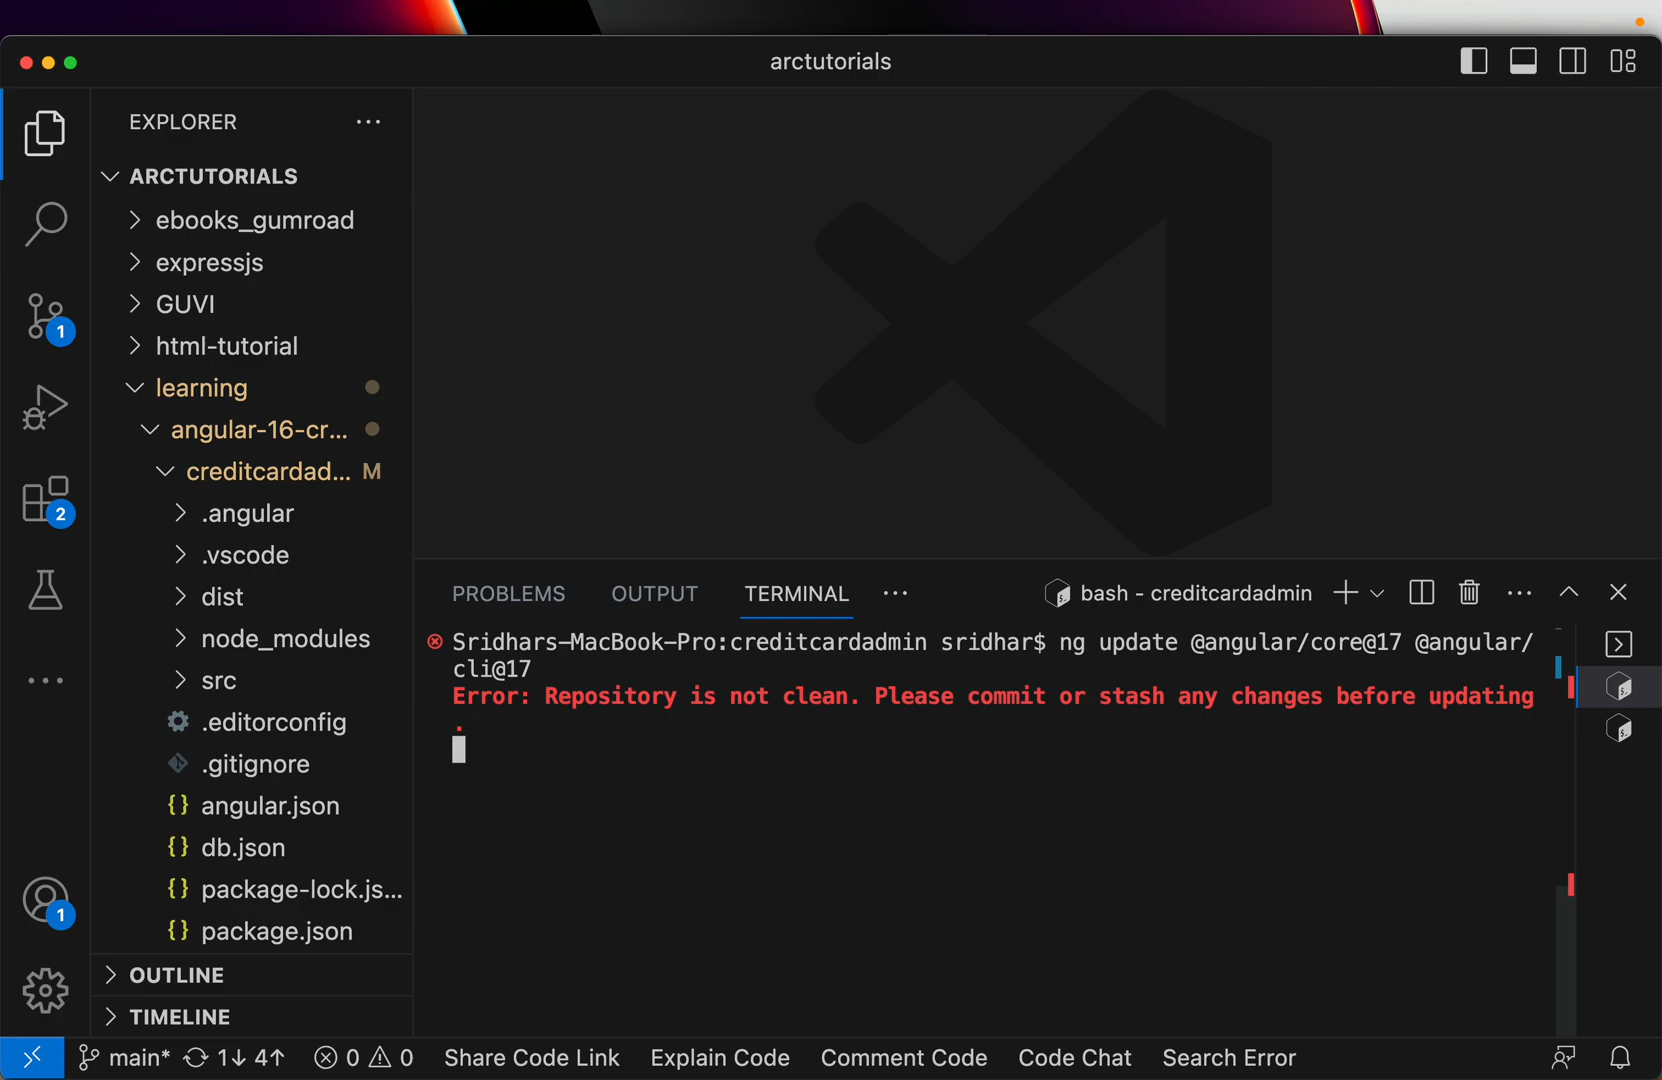 arctutorials
EXPLORER
ARCTUTORIALS
ebooks_gumroad
expressjs
GUVI
html-tutorial
learning
angular-16-cr...
creditcardad... M
.angular
.vscode
dist
node_modules
src
.editorconfig
.gitignore
{} angular.json
{} db.json
{} package-lock.js...
{} package.json
OUTLINE
TIMELINE
1
2
1
PROBLEMS OUTPUT TERMINAL ··· bash - creditcardadmin
Sridhars-MacBook-Pro:creditcardadmin sridhar$ ng update @angular/core@17 @angular/
cli@17
Error: Repository is not clean. Please commit or stash any changes before updating
.
main* 1↓ 4↑ 0 0 Share Code Link Explain Code Comment Code Code Chat Search Error